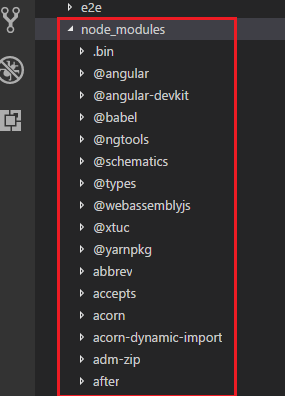 e2e
node_modules
.bin
@angular
@angular-devkit
@babel
@ngtools
@schematics
@types
@webassemblyjs
@xtuc
@yarnpkg
abbrev
accepts
acorn
acorn-dynamic-import
adm-zip
after